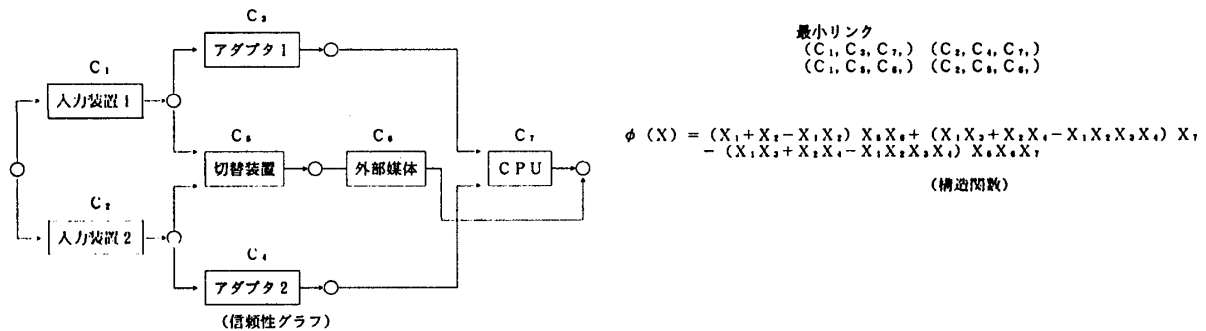 C₃
アダプタ1
C₁
入力装置1
C₅
切替装置
C₆
外部媒体
C₇
CPU
C₂
入力装置2
C₄
アダプタ2
(信頼性グラフ)
最小リンク
(C₁, C₃, C₇,) (C₂, C₄, C₇,)
(C₁, C₅, C₆,) (C₂, C₅, C₆,)
φ (X) = (X₁+X₂−X₁X₂) X₅X₆+ (X₁X₃+X₂X₄−X₁X₂X₃X₄) X₇
− (X₁X₃+X₂X₄−X₁X₂X₃X₄) X₅X₆X₇
(構造関数)